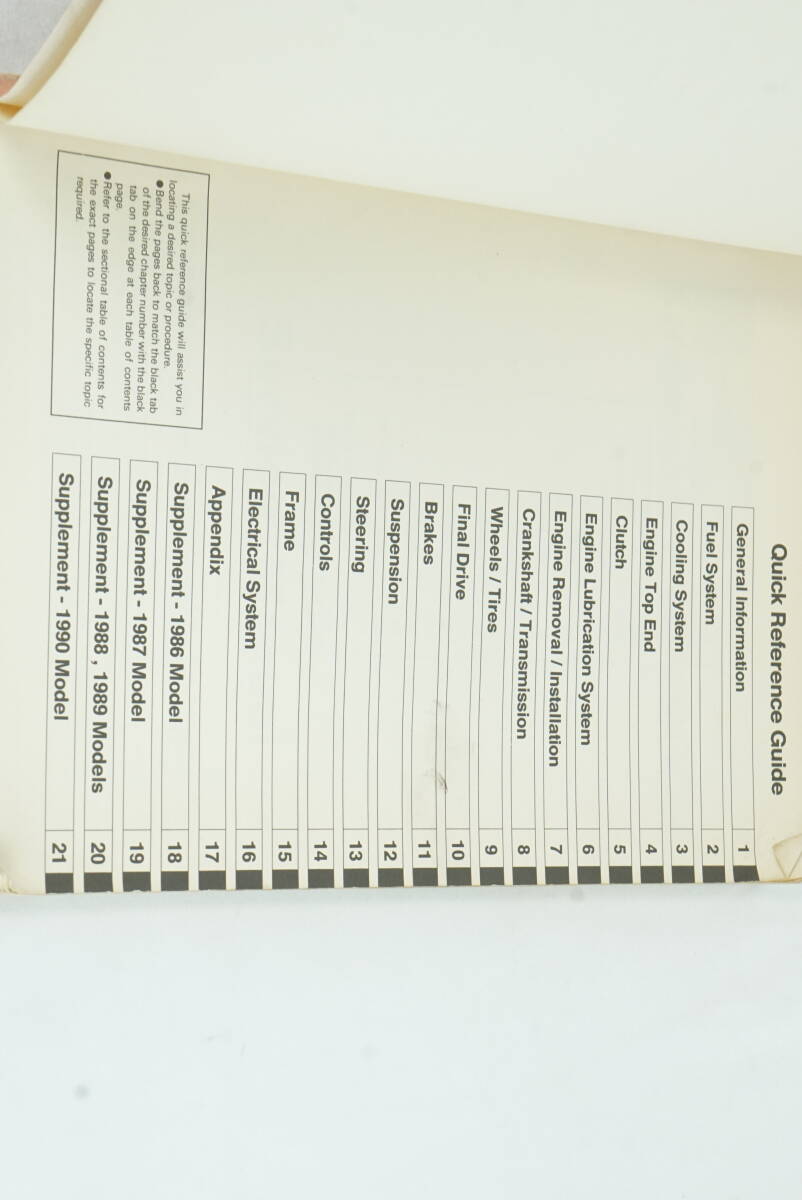 Quick Reference Guide
General Information 1
Fuel System 2
Cooling System 3
Engine Top End 4
Clutch 5
Engine Lubrication System 6
Engine Removal / Installation 7
Crankshaft / Transmission 8
Wheels / Tires 9
Final Drive 10
Brakes 11
Suspension 12
Steering 13
Controls 14
Frame 15
Electrical System 16
Appendix 17
Supplement - 1986 Model 18
Supplement - 1987 Model 19
Supplement - 1988 , 1989 Models 20
Supplement - 1990 Model 21
This quick reference guide will assist you in
locating a desired topic or procedure.
●Bend the pages back to match the black tab
of the desired chapter number with the black
tab on the edge at each table of contents
page.
●Refer to the sectional table of contents for
the exact pages to locate the specific topic
required.